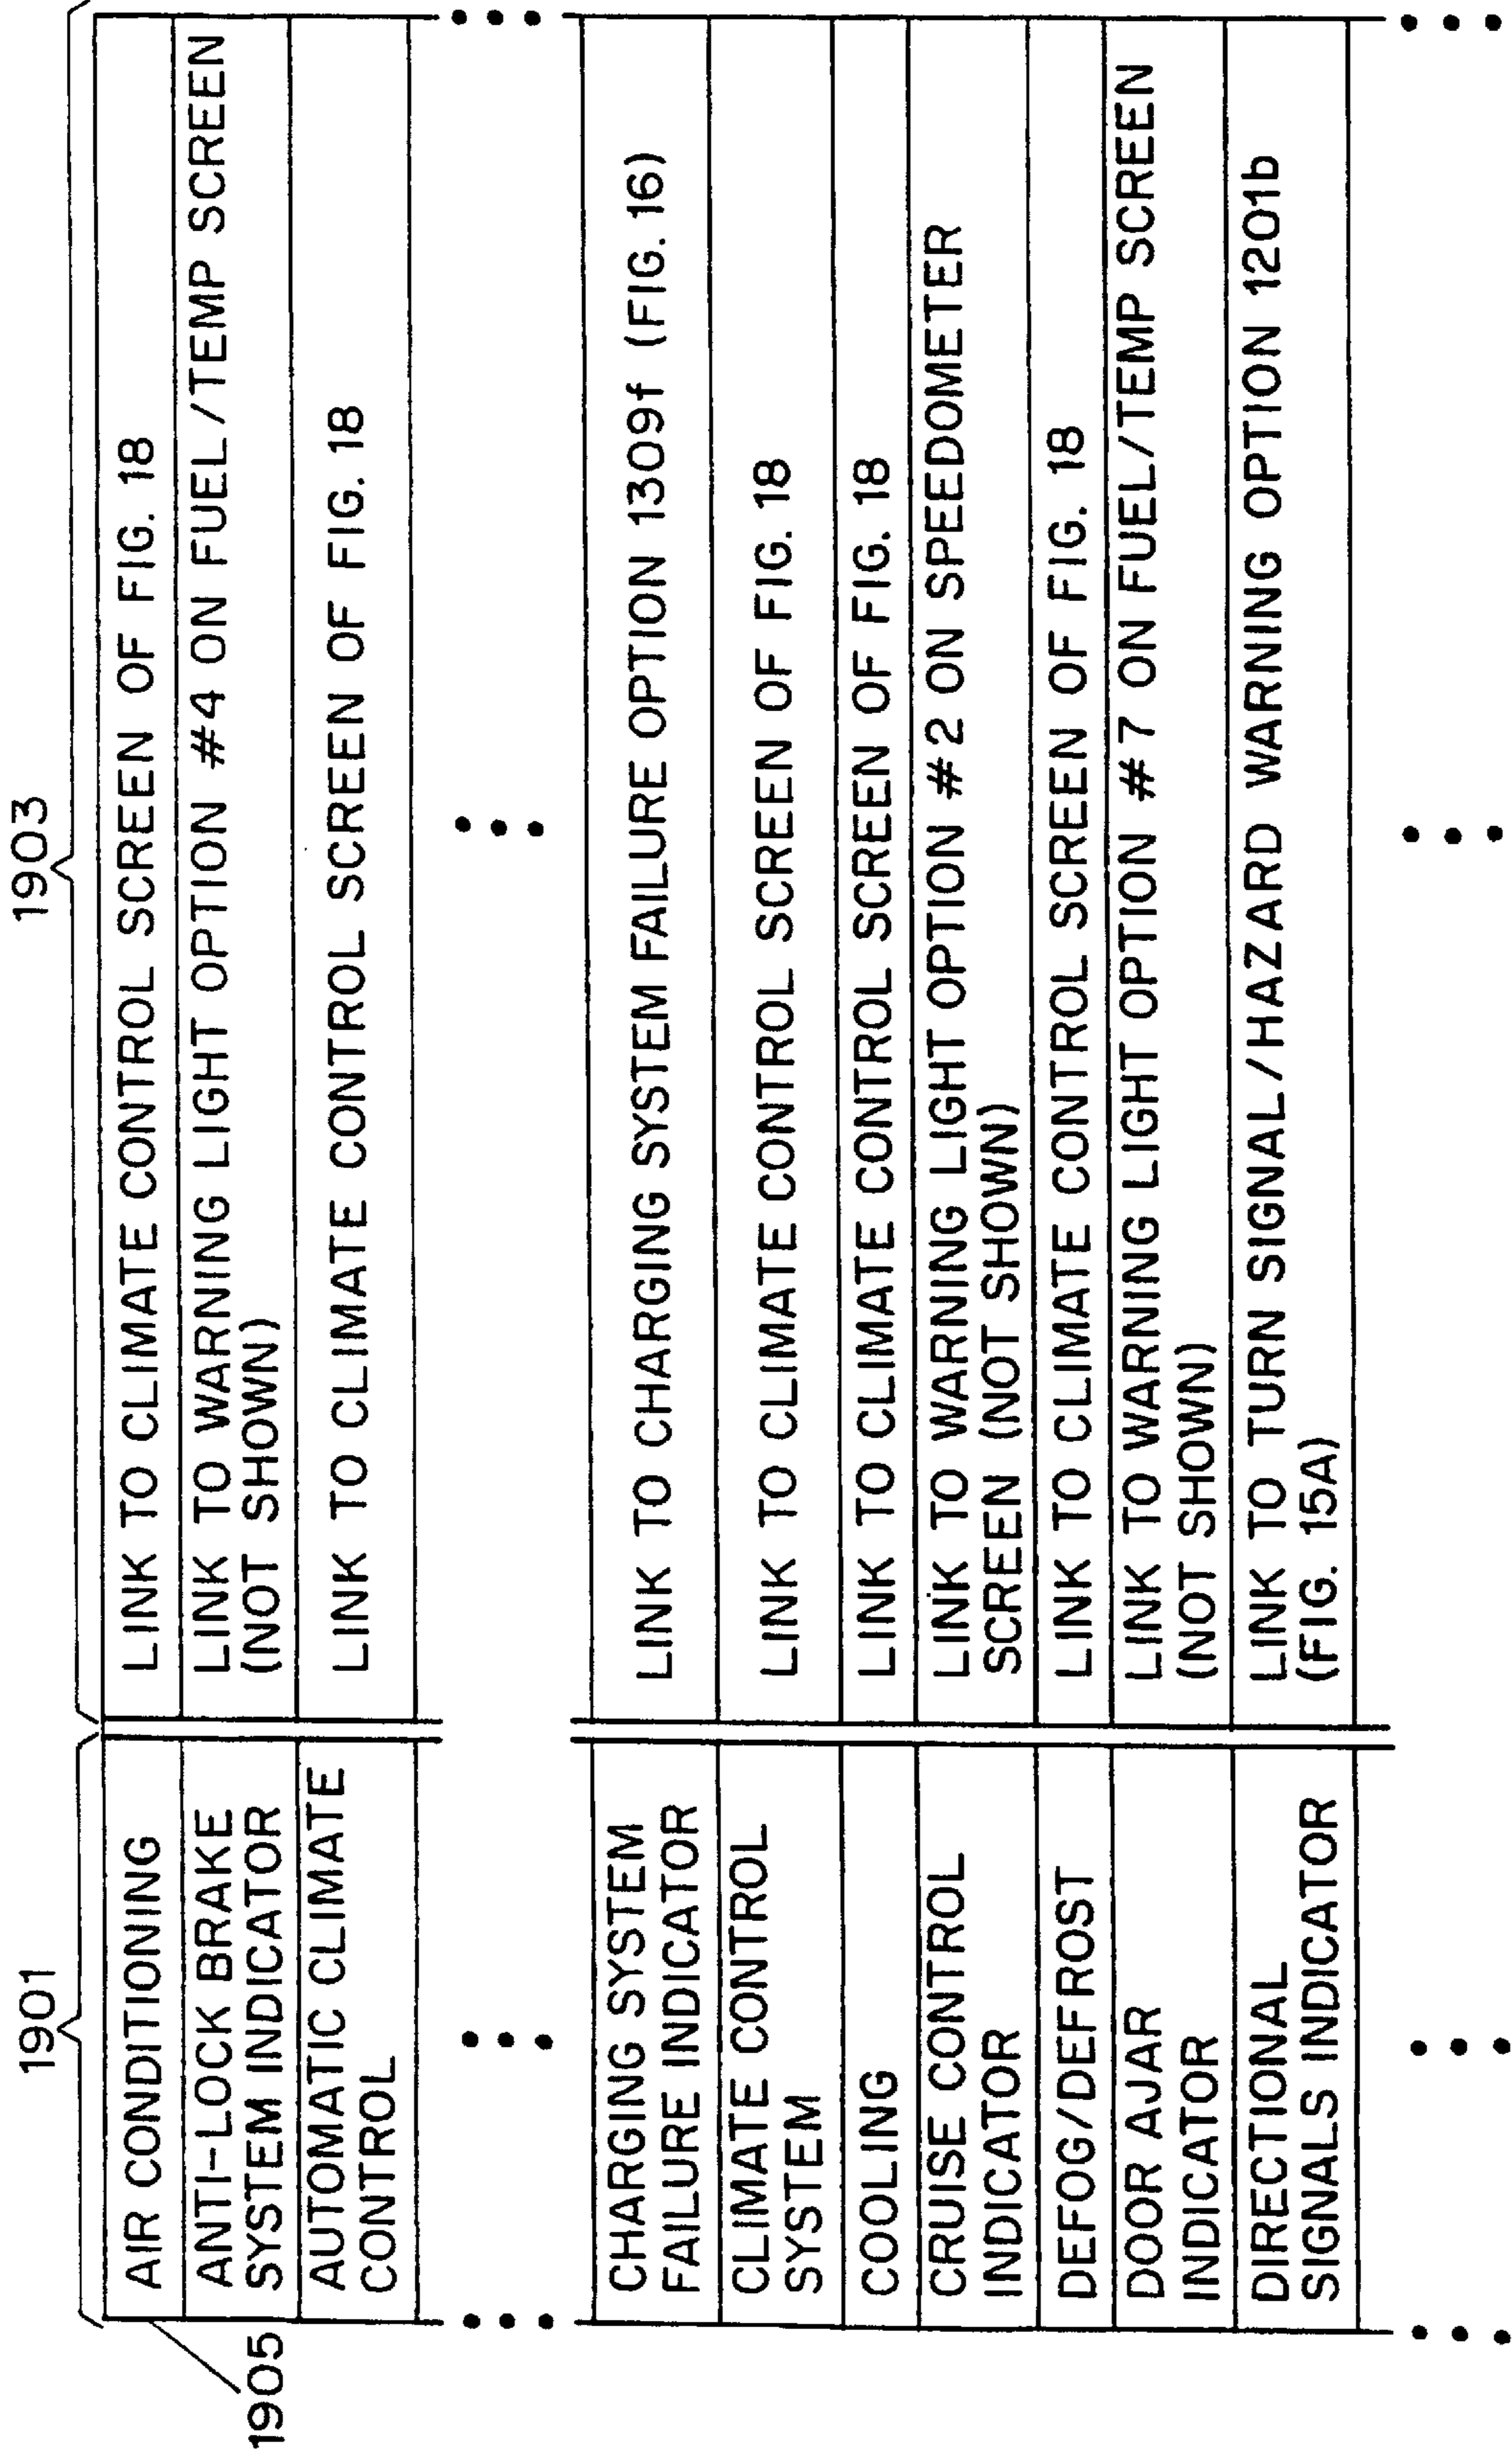 1901
1903
1905
AIR CONDITIONING
LINK TO CLIMATE CONTROL SCREEN OF FIG. 18
ANTI-LOCK BRAKE
SYSTEM INDICATOR
LINK TO WARNING LIGHT OPTION #4 ON FUEL/TEMP SCREEN
(NOT SHOWN)
AUTOMATIC CLIMATE
CONTROL
LINK TO CLIMATE CONTROL SCREEN OF FIG. 18
CHARGING SYSTEM
FAILURE INDICATOR
LINK TO CHARGING SYSTEM FAILURE OPTION 1309f (FIG. 16)
CLIMATE CONTROL
SYSTEM
LINK TO CLIMATE CONTROL SCREEN OF FIG. 18
COOLING
LINK TO CLIMATE CONTROL SCREEN OF FIG. 18
CRUISE CONTROL
INDICATOR
LINK TO WARNING LIGHT OPTION #2 ON SPEEDOMETER
SCREEN (NOT SHOWN)
DEFOG/DEFROST
LINK TO CLIMATE CONTROL SCREEN OF FIG. 18
DOOR AJAR
INDICATOR
LINK TO WARNING LIGHT OPTION #7 ON FUEL/TEMP SCREEN
(NOT SHOWN)
DIRECTIONAL
SIGNALS INDICATOR
LINK TO TURN SIGNAL/HAZARD WARNING OPTION 1201b
(FIG. 15A)